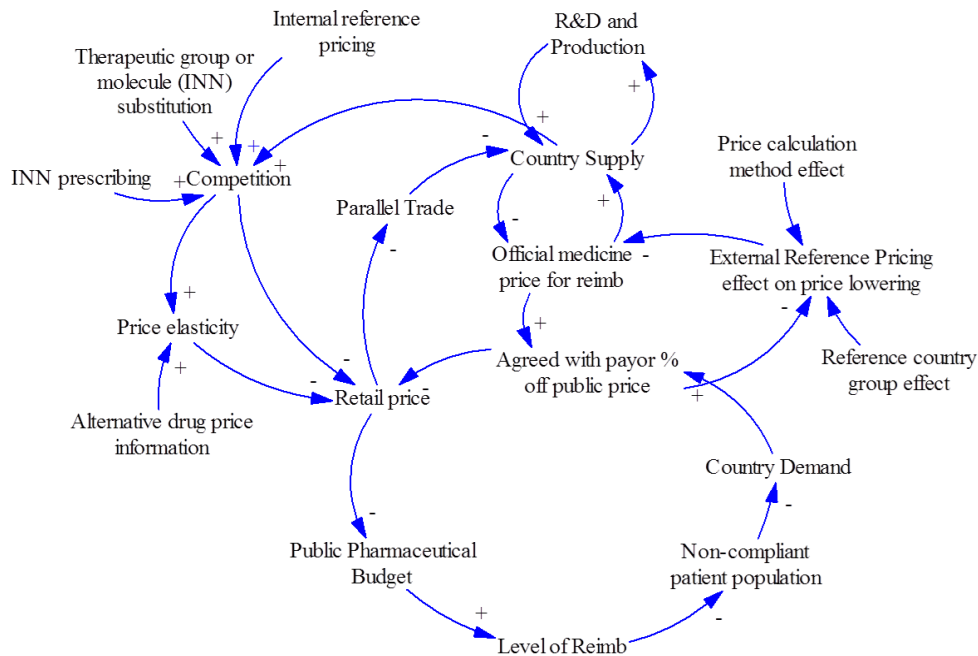 Internal reference
pricing
R&D and
Production
Therapeutic group or
molecule (INN)
substitution
+
+
+
+
+
-
INN prescribing
+
Competition
Country Supply
Price calculation
method effect
Parallel Trade
-
+
-
Official medicine
price for reimb
-
External Reference Pricing
effect on price lowering
+
Price elasticity
+
-
+
-
Agreed with payor %
off public price
Reference country
group effect
-
Retail price
-
+
Alternative drug price
information
Country Demand
-
-
Public Pharmaceutical
Budget
Non-compliant
patient population
+
-
Level of Reimb